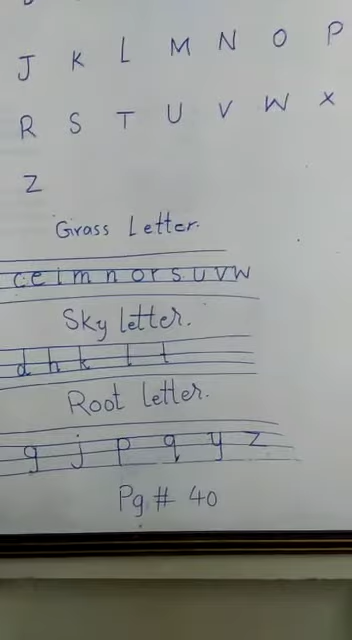 J K L M N O P
R S T U V W X
Z
Grass Letter.
c e i m n o r s u v w
Sky letter.
d h k l t
Root letter.
g j p q y z
Pg # 40